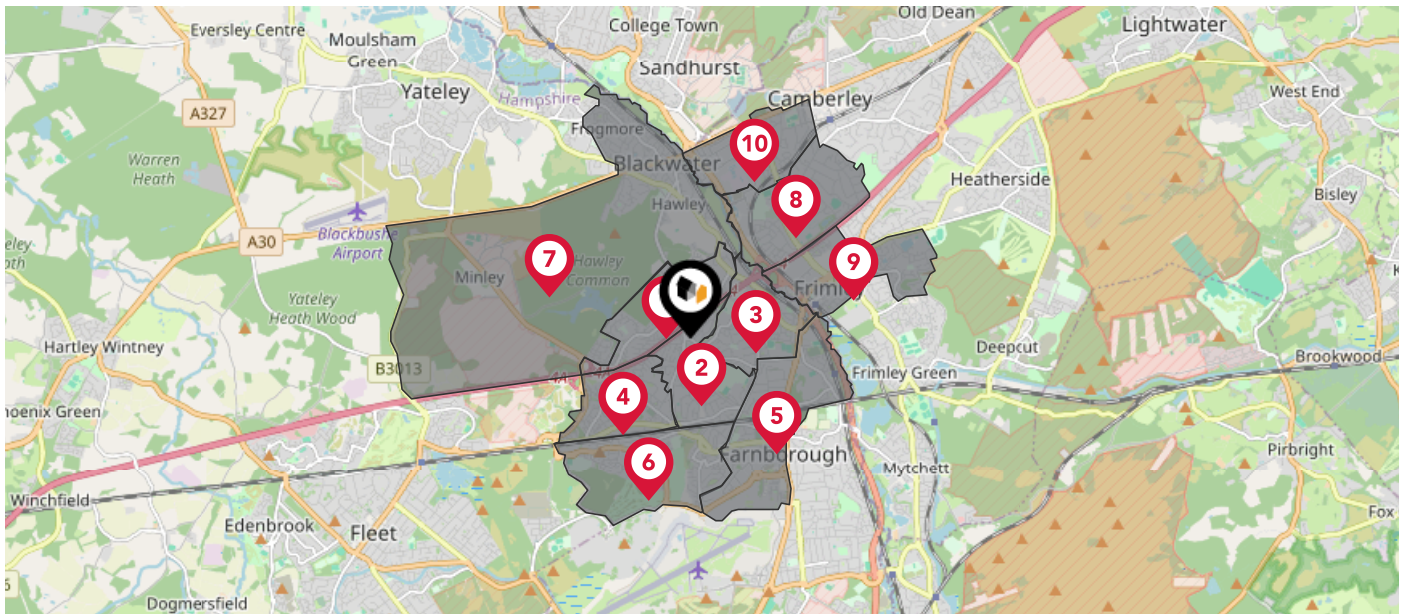 Old Dean
Eversley Centre
College Town
Lightwater
Moulsham
Green
Sandhurst
Yateley
Hampshire
Camberley
West End
A327
Frogmore
10
Warren
Heath
Blackwater
Heatherside
Bisley
8
Hawley
Blackbushe
Airport
A30
7
Hawley
Common
9
Minley
Frimley
Yateley
Heath Wood
3
Hartley Wintney
Deepcut
B3013
2
Frimley Green
Brookwood
4
5
Farnborough
6
Mytchett
Pirbright
Winchfield
Edenbrook
Fleet
Fox
Dogmersfield